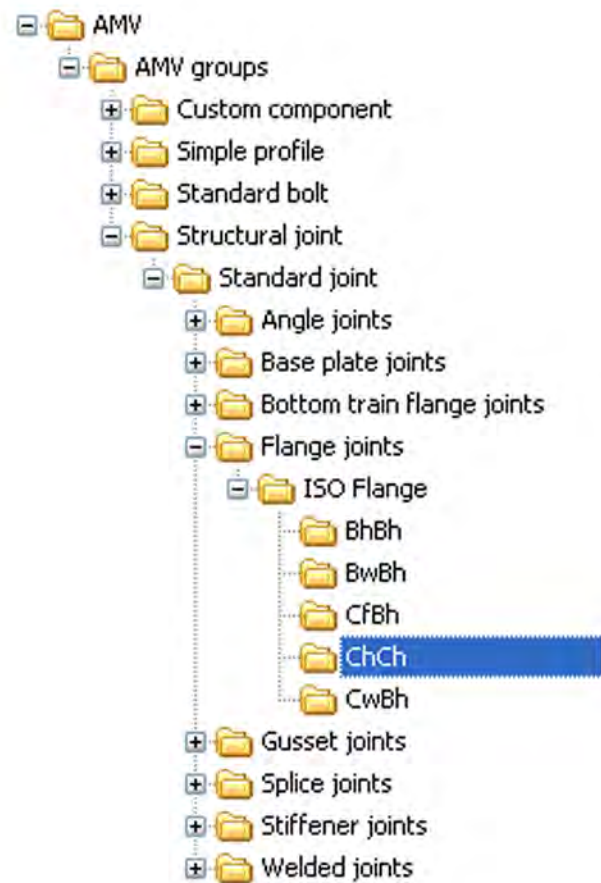 AMV
AMV groups
Custom component
Simple profile
Standard bolt
Structural joint
Standard joint
Angle joints
Base plate joints
Bottom train flange joints
Flange joints
ISO Flange
BhBh
BwBh
CfBh
ChCh
CwBh
Gusset joints
Splice joints
Stiffener joints
Welded joints